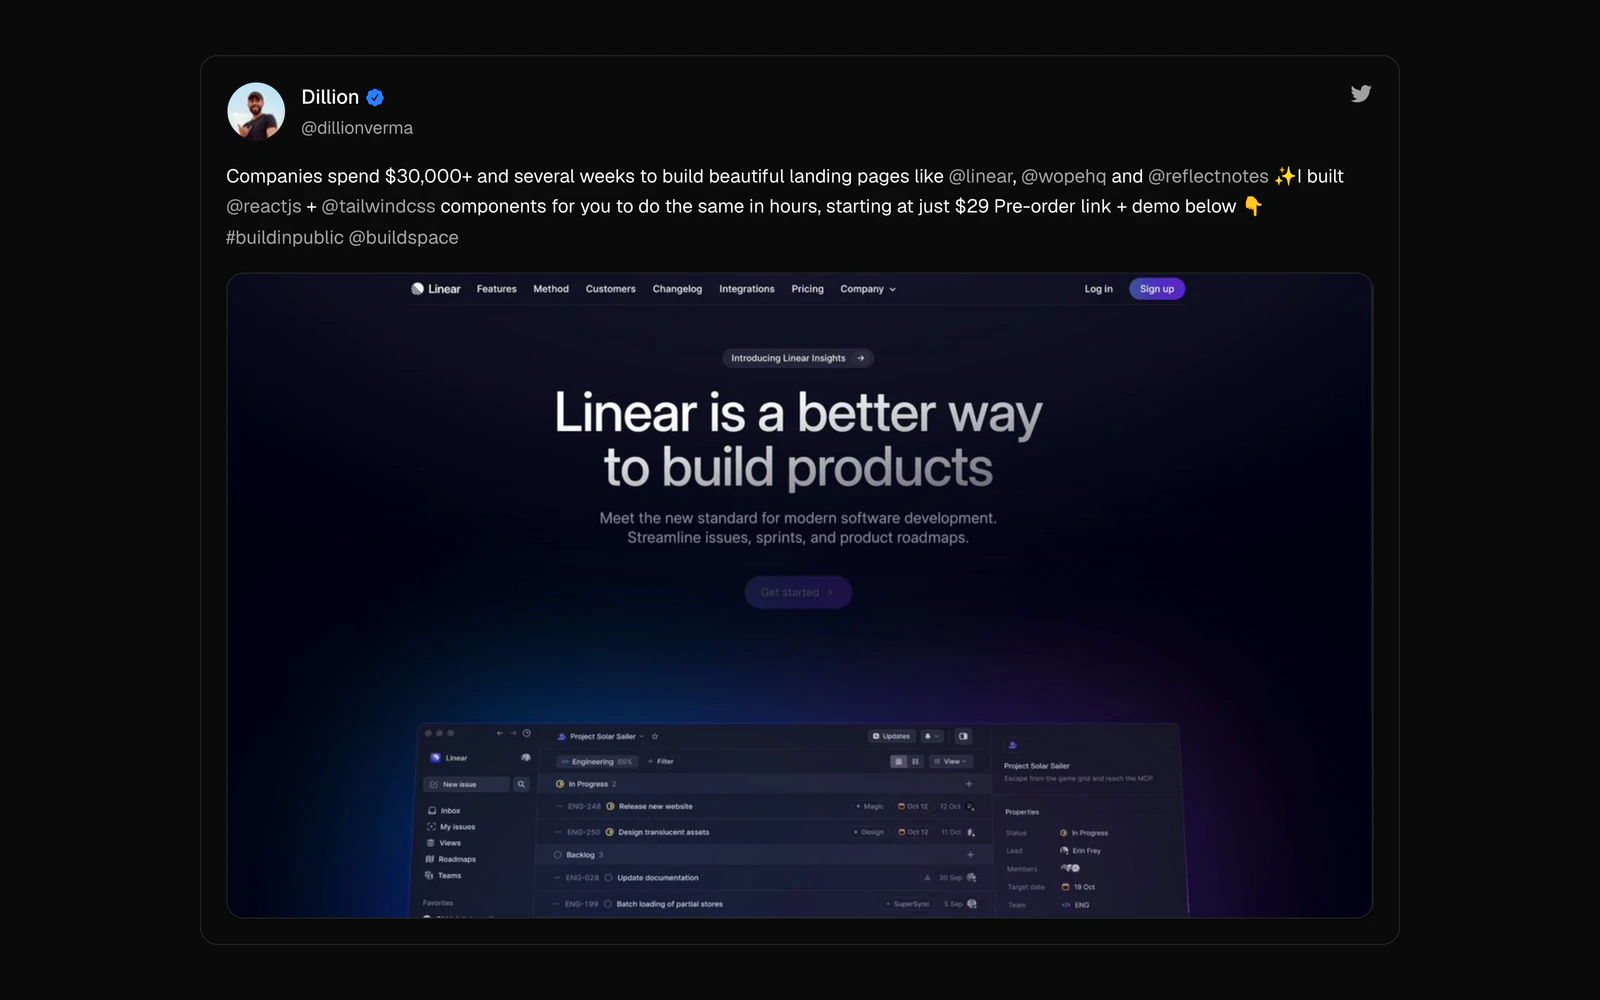 Dillion
@dillionverma
Companies spend $30,000+ and several weeks to build beautiful landing pages like @linear, @wopehq and @reflectnotes ✨I built
@reactjs + @tailwindcss components for you to do the same in hours, starting at just $29 Pre-order link + demo below 👇
#buildinpublic @buildspace
Linear Features Method Customers Changelog Integrations Pricing Company Log in Sign up
Introducing Linear Insights →
Linear is a better way
to build products
Meet the new standard for modern software development.
Streamline issues, sprints, and product roadmaps.
Get started
Linear
New issue
Inbox
My issues
Views
Roadmaps
Teams
Favorites
Project Solar Sailer Updates
Engineering 89% + Filter View
In Progress 2
ENG-248 Release new website Magic Oct 12 12 Oct
ENG-250 Design translucent assets Design Oct 12 11 Oct
Backlog 3
ENG-028 Update documentation 30 Sep
ENG-199 Batch loading of partial stores SuperSync 5 Sep
Project Solar Sailer
Escape from the game grid and reach the MCP
Properties
Status In Progress
Lead Erin Frey
Members
Target date 19 Oct
Team ENG